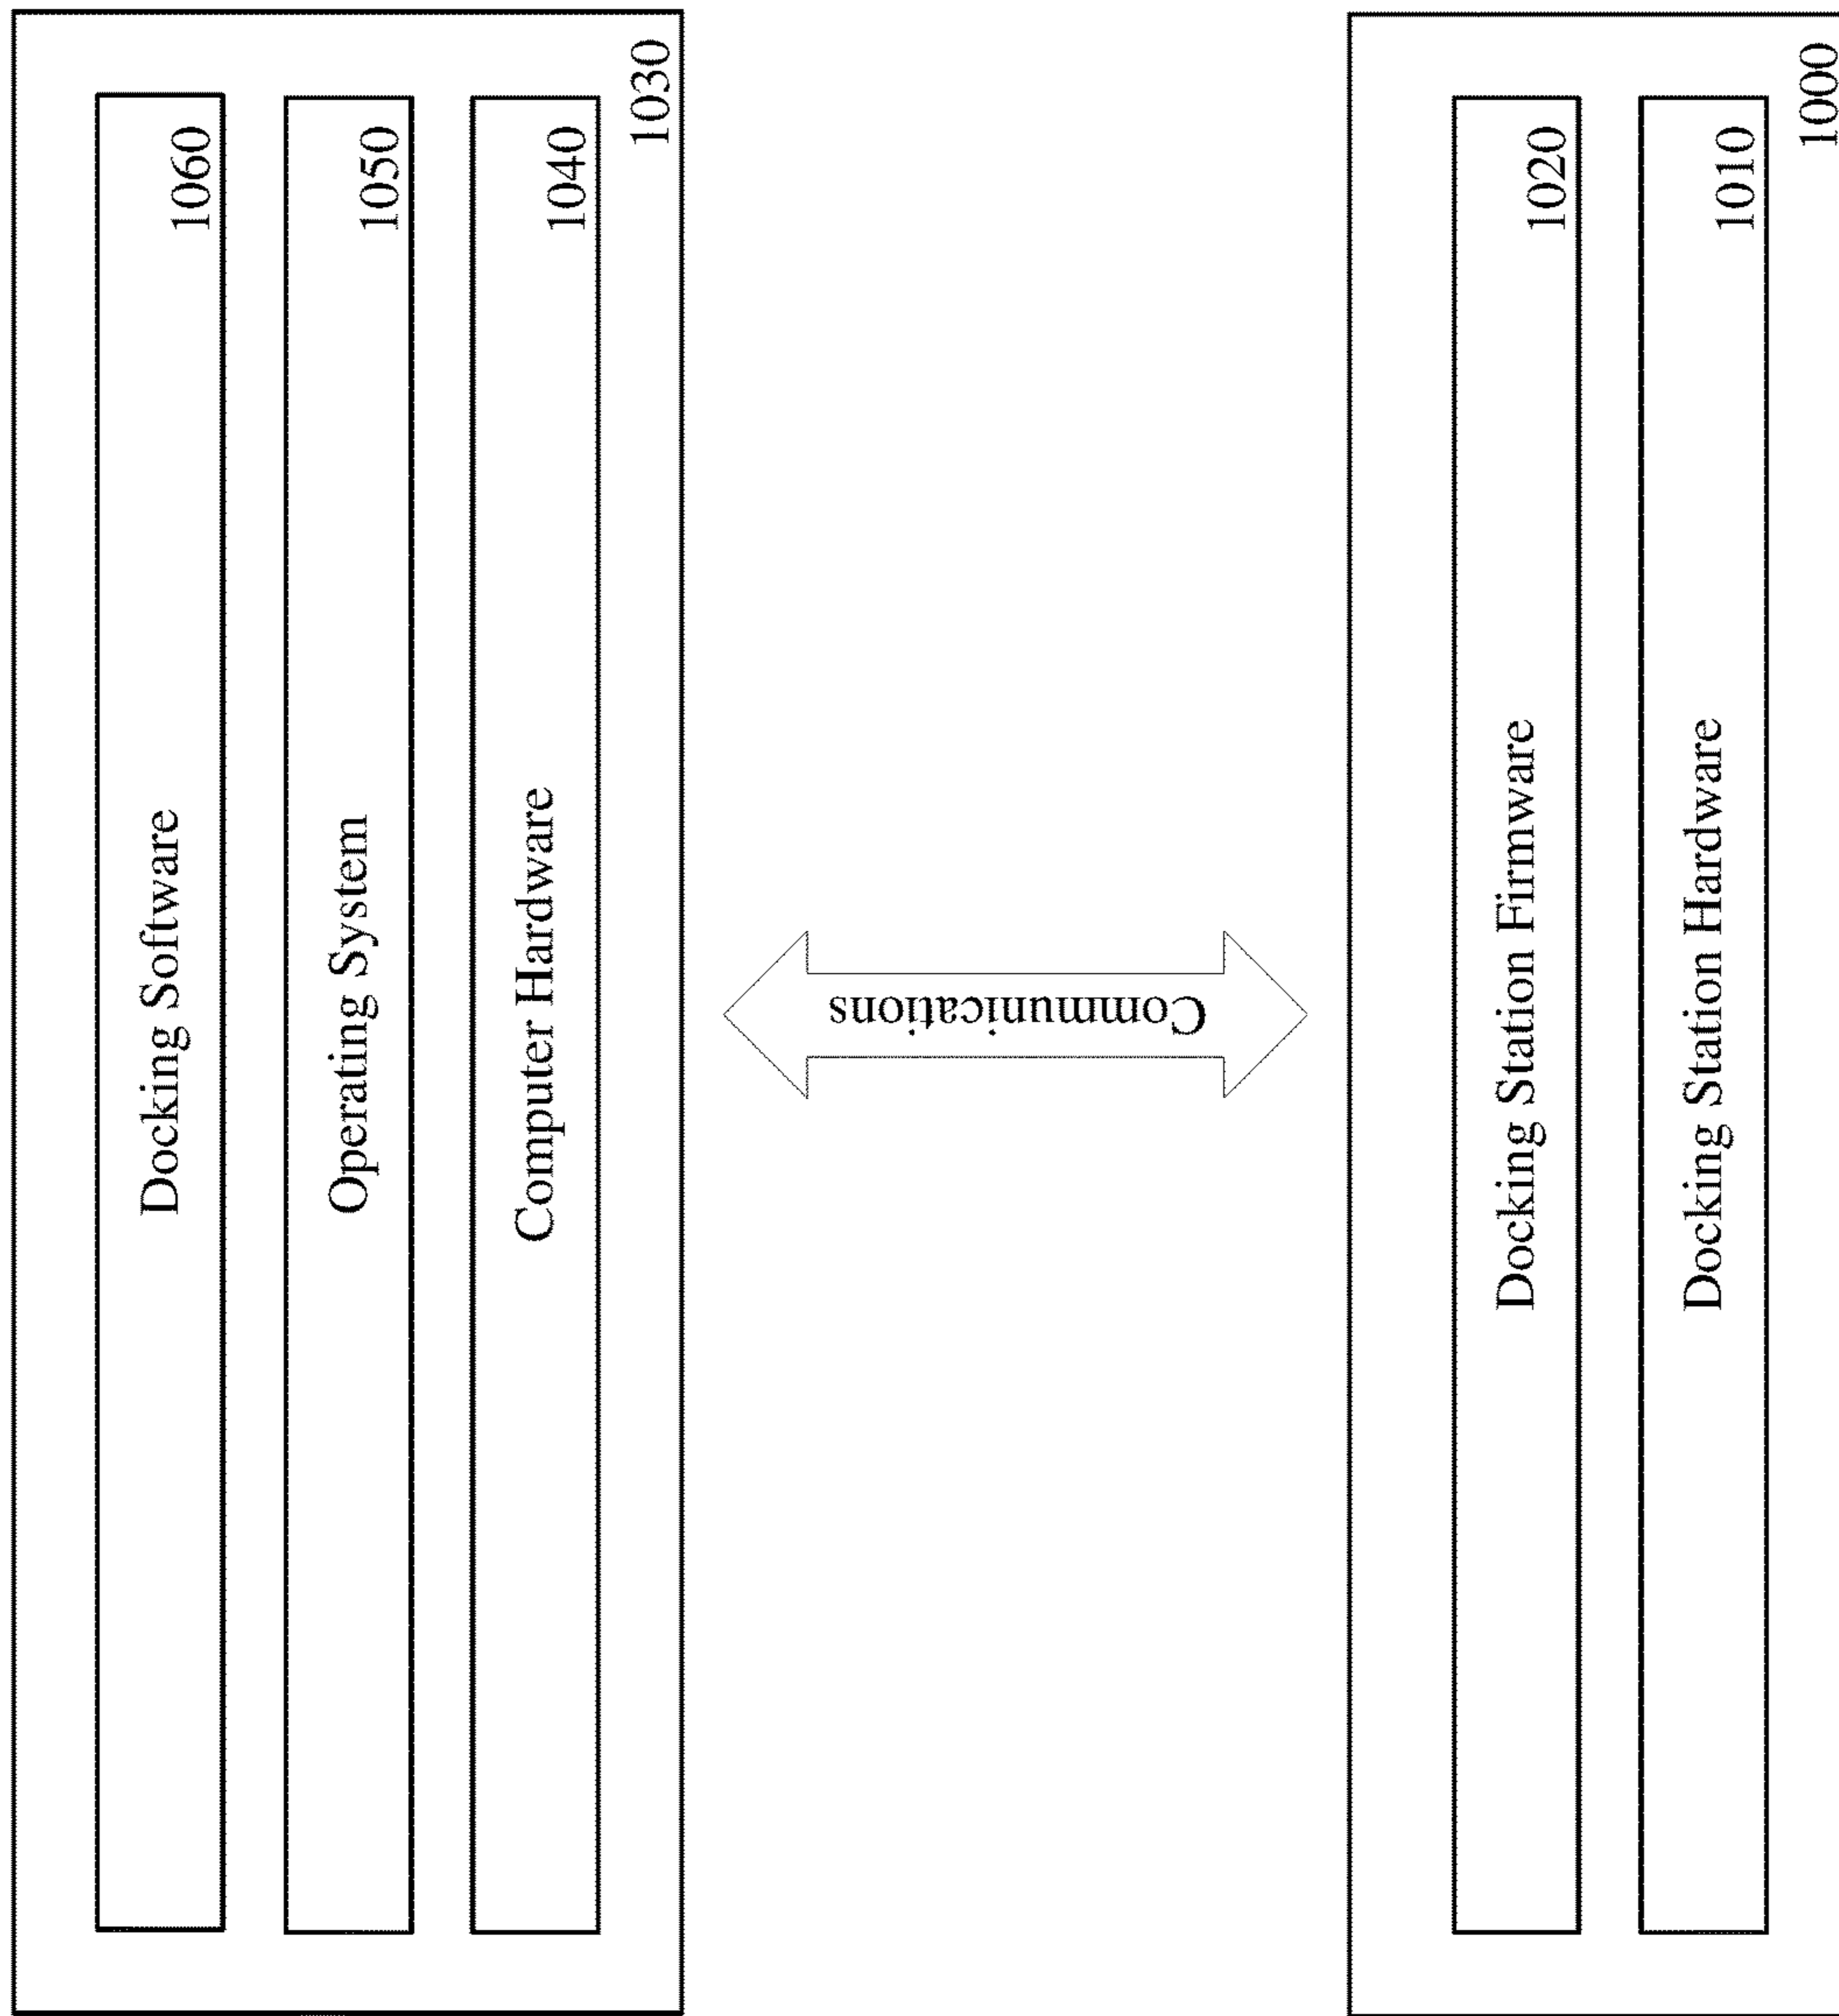 Docking Software
1060
Operating System
1050
Computer Hardware
1040
1030
Communications
Docking Station Firmware
1020
Docking Station Hardware
1010
1000